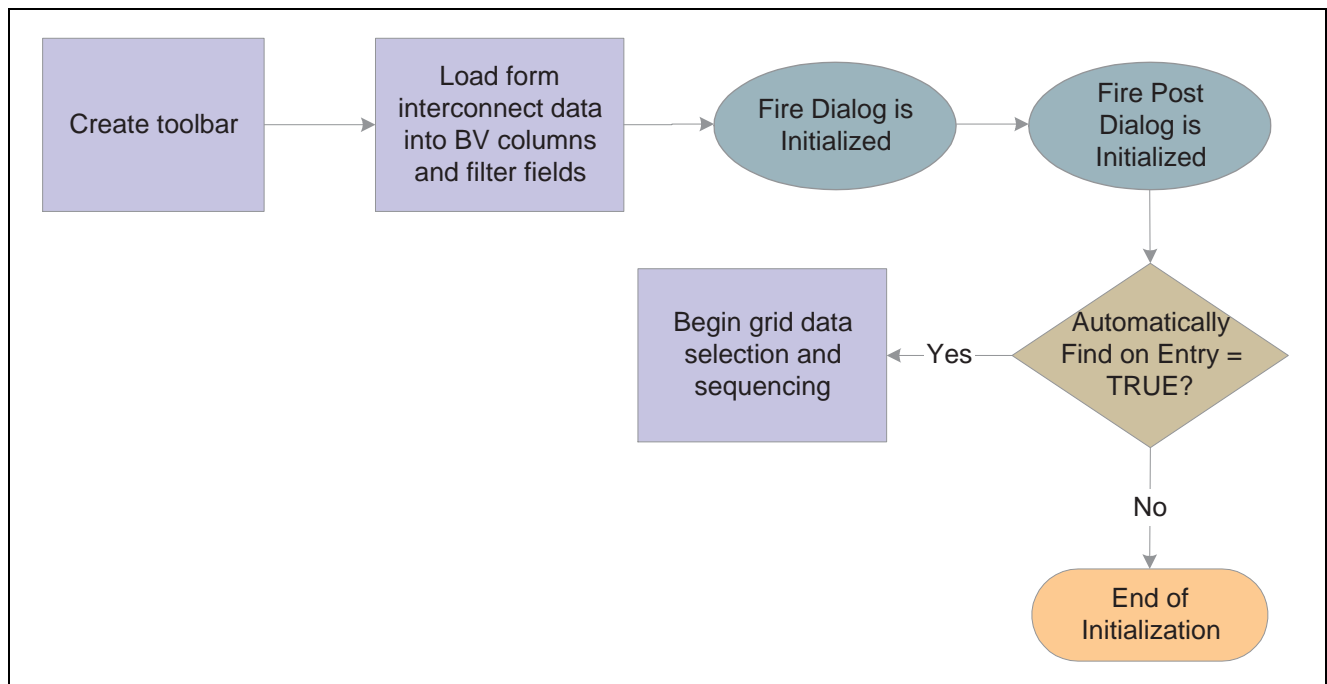 Create toolbar
Load form
interconnect data
into BV columns
and filter fields
Fire Dialog is
Initialized
Fire Post
Dialog is
Initialized
Automatically
Find on Entry =
TRUE?
Yes
Begin grid data
selection and
sequencing
No
End of
Initialization